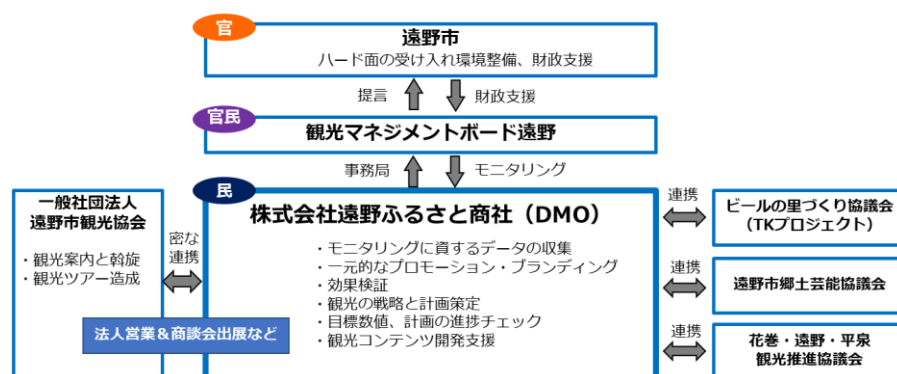 官
遠野市
ハード面の受け入れ環境整備、財政支援
提言
財政支援
官民
観光マネジメントボード遠野
事務局
モニタリング
民
株式会社遠野ふるさと商社（DMO）
・モニタリングに資するデータの収集
・一元的なプロモーション・ブランディング
・効果検証
・観光の戦略と計画策定
・目標数値、計画の進捗チェック
・観光コンテンツ開発支援
一般社団法人
遠野市観光協会
・観光案内と斡旋
・観光ツアー造成
密な
連携
法人営業＆商談会出展など
連携
ビールの里づくり協議会
（TKプロジェクト）
連携
遠野市郷土芸能協議会
連携
花巻・遠野・平泉
観光推進協議会